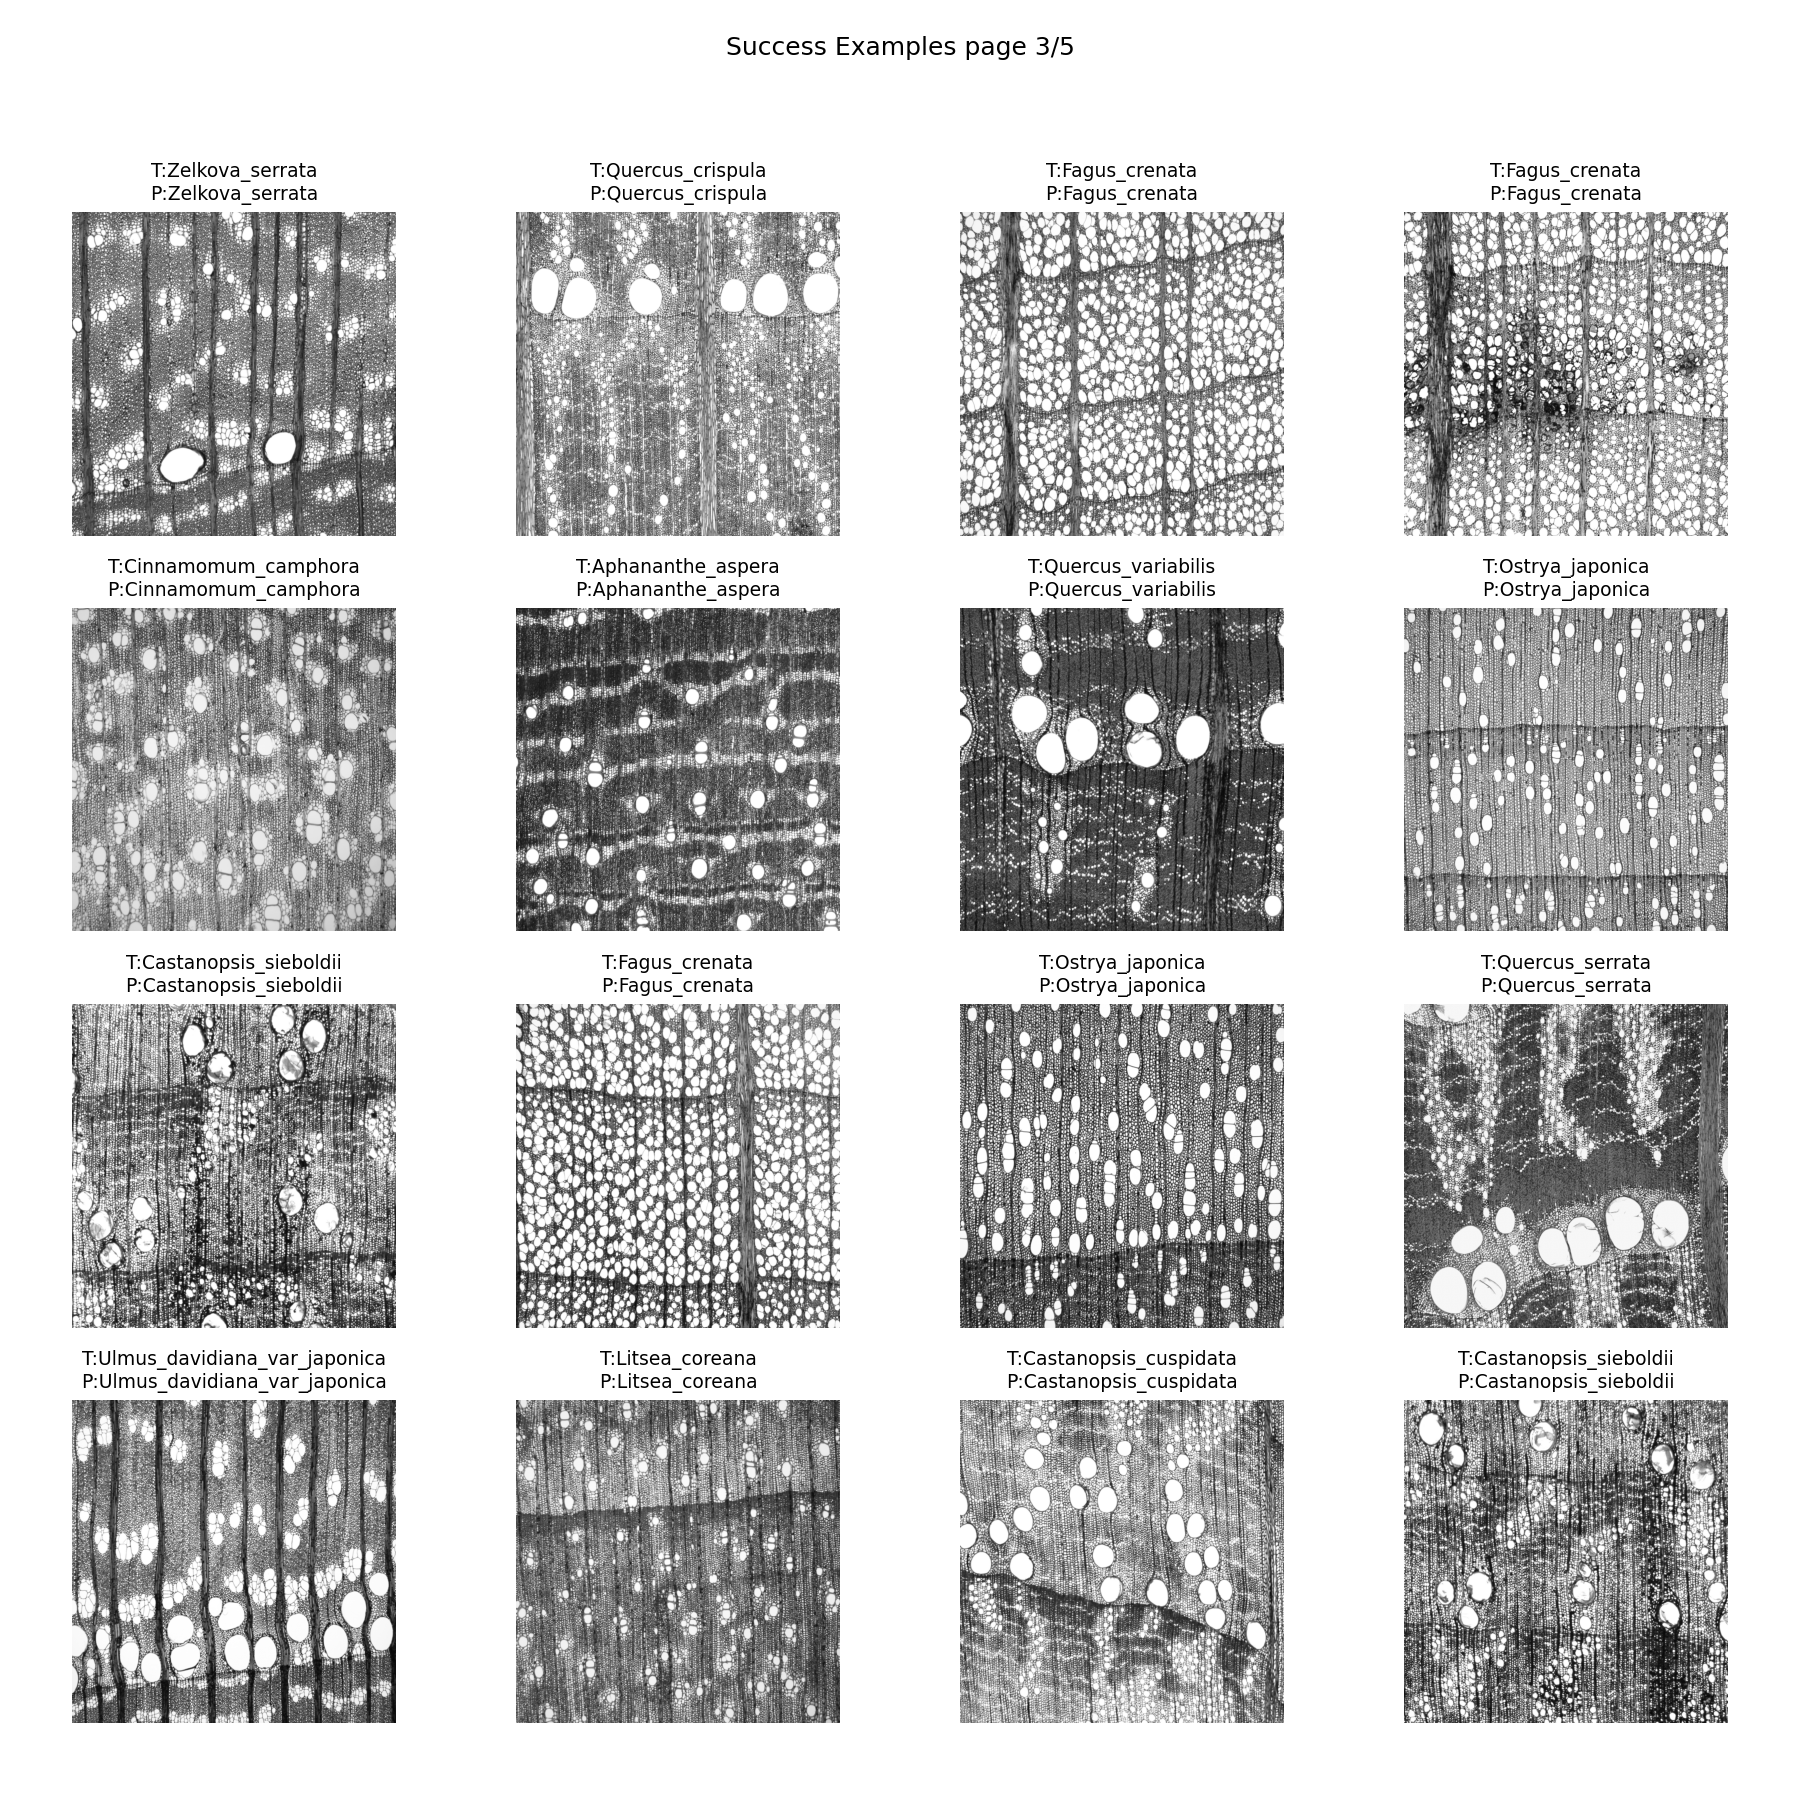 Success Examples page 3/5
T:Zelkova_serrata
P:Zelkova_serrata
T:Quercus_crispula
P:Quercus_crispula
T:Fagus_crenata
P:Fagus_crenata
T:Fagus_crenata
P:Fagus_crenata
T:Cinnamomum_camphora
P:Cinnamomum_camphora
T:Aphananthe_aspera
P:Aphananthe_aspera
T:Quercus_variabilis
P:Quercus_variabilis
T:Ostrya_japonica
P:Ostrya_japonica
T:Castanopsis_sieboldii
P:Castanopsis_sieboldii
T:Fagus_crenata
P:Fagus_crenata
T:Ostrya_japonica
P:Ostrya_japonica
T:Quercus_serrata
P:Quercus_serrata
T:Ulmus_davidiana_var_japonica
P:Ulmus_davidiana_var_japonica
T:Litsea_coreana
P:Litsea_coreana
T:Castanopsis_cuspidata
P:Castanopsis_cuspidata
T:Castanopsis_sieboldii
P:Castanopsis_sieboldii